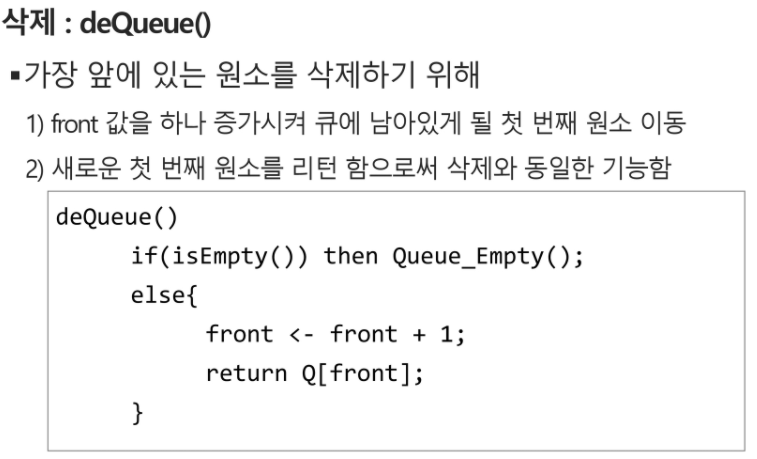 삭제 : deQueue()
▪가장 앞에 있는 원소를 삭제하기 위해
1) front 값을 하나 증가시켜 큐에 남아있게 될 첫 번째 원소 이동
2) 새로운 첫 번째 원소를 리턴 함으로써 삭제와 동일한 기능함
deQueue()
if(isEmpty()) then Queue_Empty();
else{
front <- front + 1;
return Q[front];
}